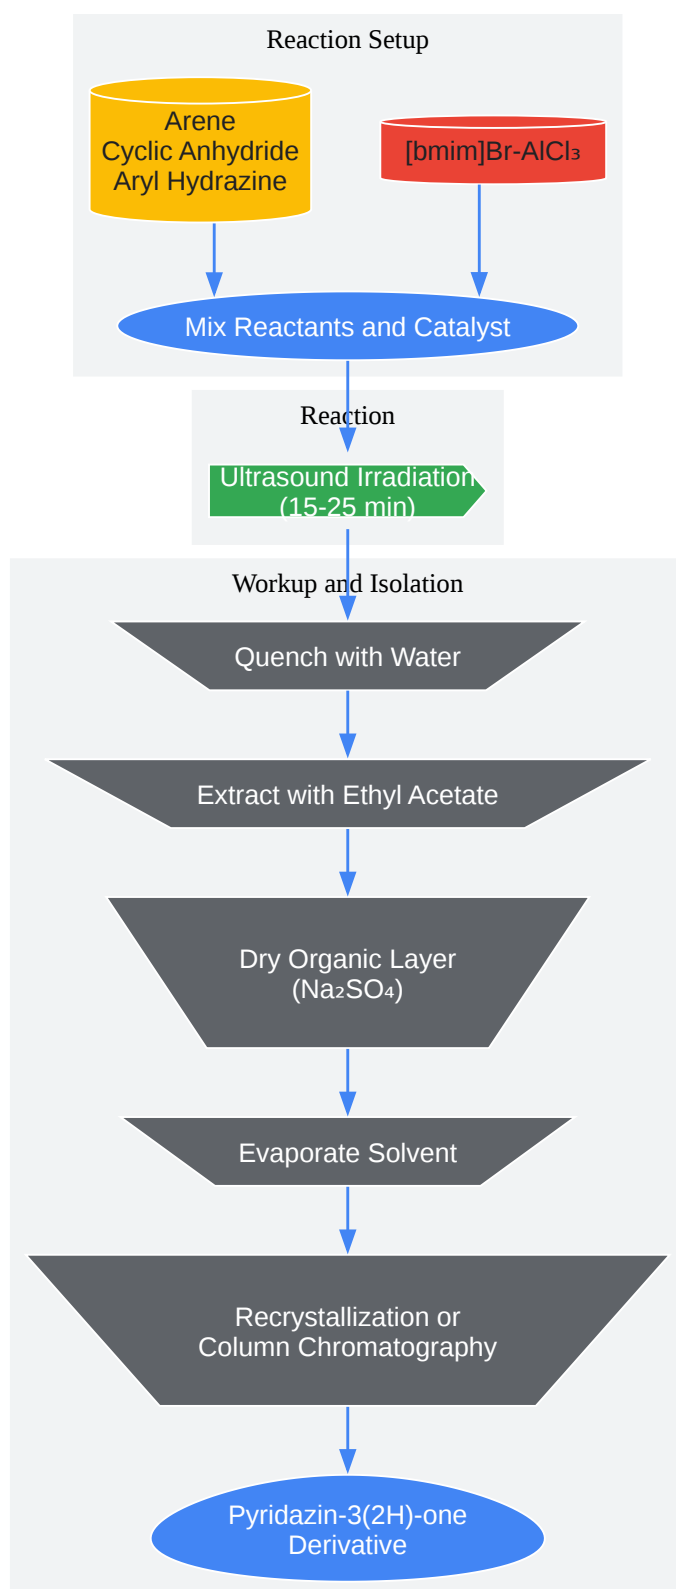 Reaction Setup
Arene
Cyclic Anhydride
Aryl Hydrazine
[bmim]Br-AlCl₃
Mix Reactants and Catalyst
Reaction
Ultrasound Irradiation
(15-25 min)
Workup and Isolation
Quench with Water
Extract with Ethyl Acetate
Dry Organic Layer
(Na₂SO₄)
Evaporate Solvent
Recrystallization or
Column Chromatography
Pyridazin-3(2H)-one
Derivative